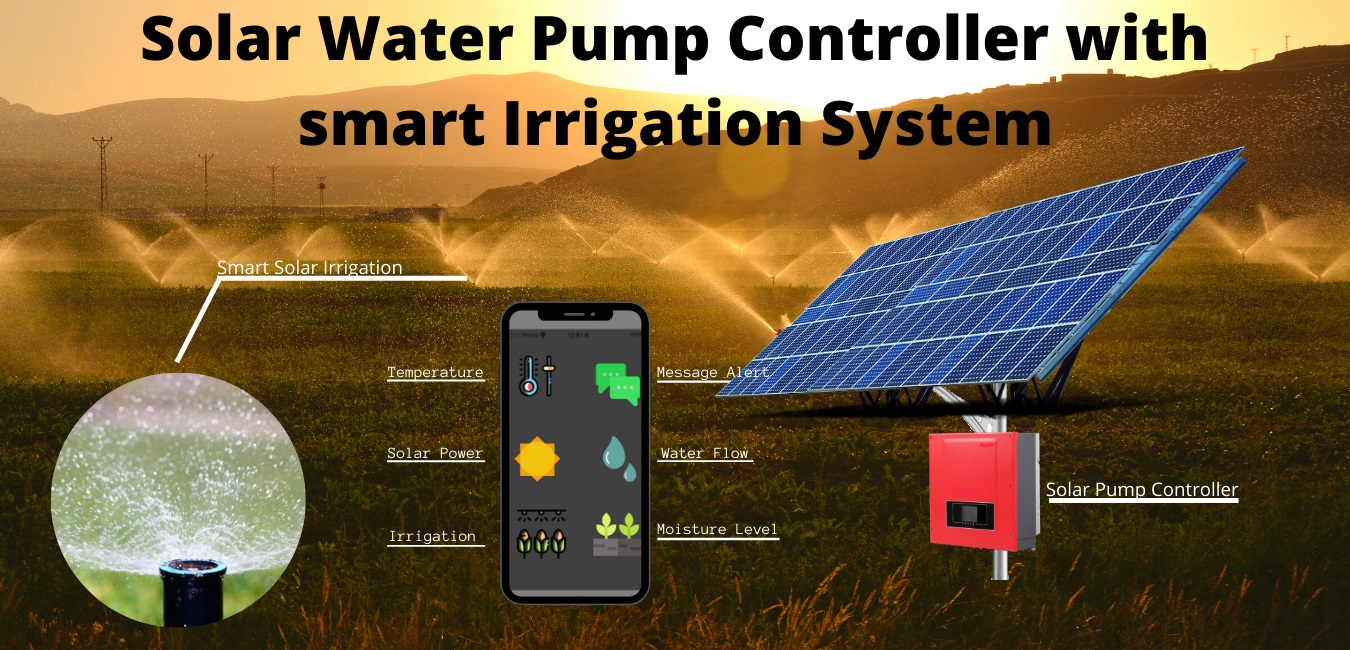 Solar Water Pump Controller with
smart Irrigation System
Smart Solar Irrigation
Temperature
Message Alert
Solar Power
Water Flow
Irrigation
Moisture Level
Solar Pump Controller